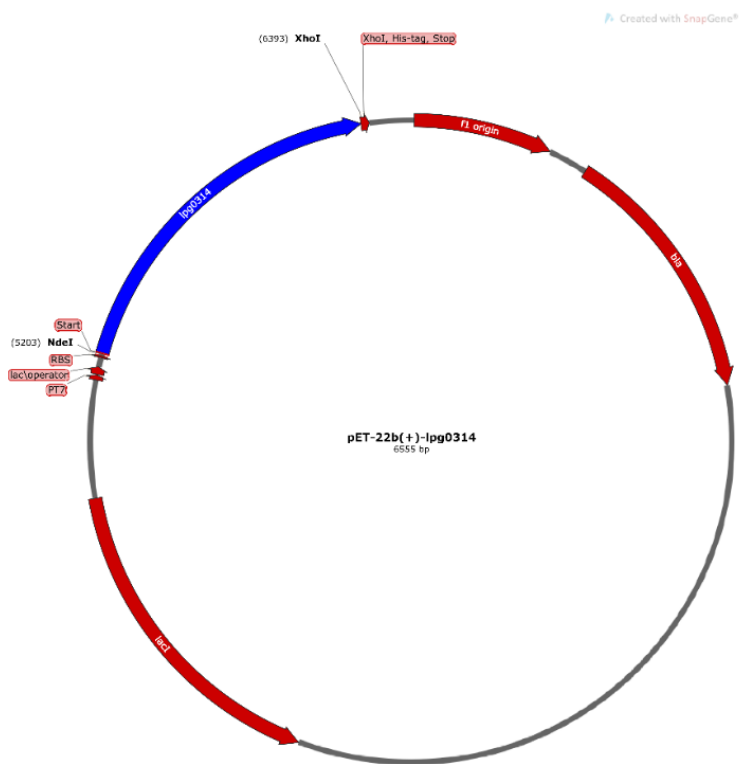 Created with SnapGene®
(6393) XhoI
XhoI, His-tag, Stop
f1 origin
bla
lpg0314
Start
(5203) NdeI
RBS
lac\operator
PT7
pET-22b(+)-lpg0314
6555 bp
lacI